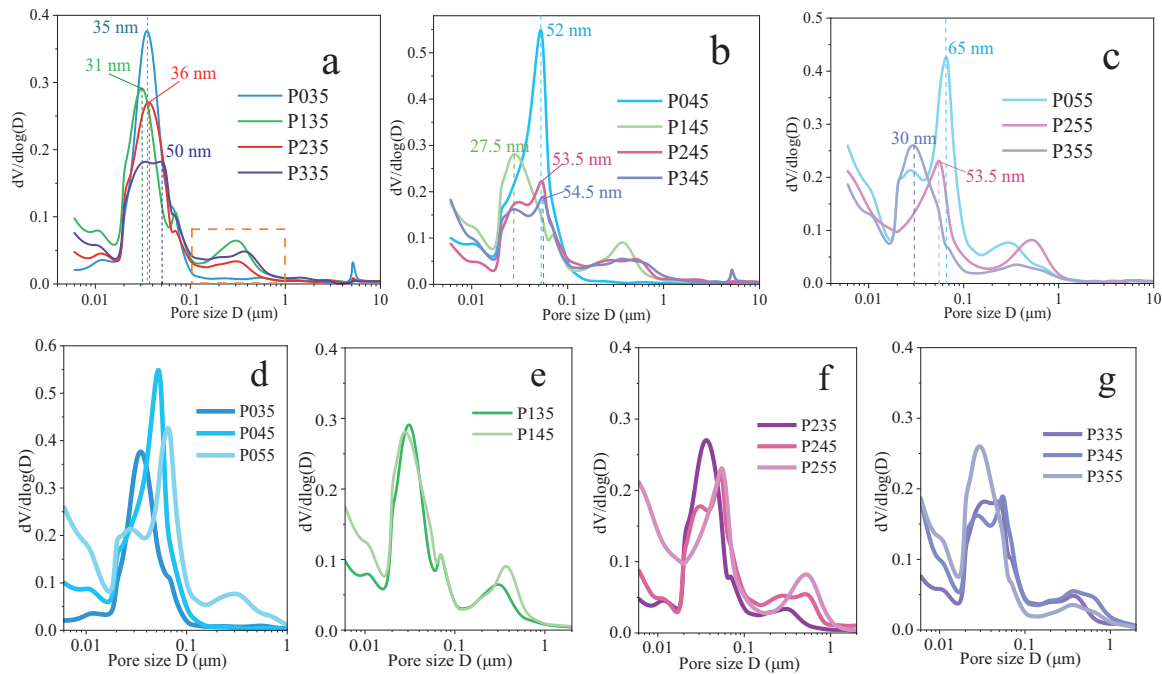 a
35 nm
31 nm
36 nm
50 nm
P035
P135
P235
P335
dV/dlog(D)
0.4
0.3
0.2
0.1
0.0
0.01
0.1
1
10
Pore size D (μm)
b
52 nm
27.5 nm
53.5 nm
54.5 nm
P045
P145
P245
P345
dV/dlog(D)
0.5
0.4
0.3
0.2
0.1
0.0
0.01
0.1
1
10
Pore size D (μm)
c
65 nm
30 nm
53.5 nm
P055
P255
P355
dV/dlog(D)
0.5
0.4
0.3
0.2
0.1
0.0
0.01
0.1
1
10
Pore size D (μm)
d
P035
P045
P055
dV/dlog(D)
0.6
0.5
0.4
0.3
0.2
0.1
0.0
0.01
0.1
1
Pore size D (μm)
e
P135
P145
dV/dlog(D)
0.4
0.3
0.2
0.1
0.0
0.01
0.1
1
Pore size D (μm)
f
P235
P245
P255
dV/dlog(D)
0.4
0.3
0.2
0.1
0.0
0.01
0.1
1
Pore size D (μm)
g
P335
P345
P355
dV/dlog(D)
0.4
0.3
0.2
0.1
0.0
0.01
0.1
1
Pore size D (μm)